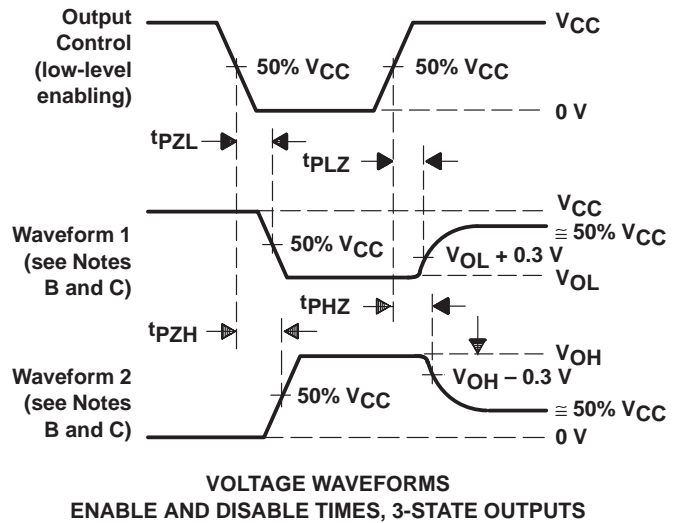 Output
Control
(low-level
enabling)
VCC
50% VCC
50% VCC
0 V
tPZL
tPLZ
VCC
≅ 50% VCC
Waveform 1
(see Notes
B and C)
50% VCC
VOL + 0.3 V
VOL
tPHZ
tPZH
VOH
Waveform 2
(see Notes
B and C)
50% VCC
VOH − 0.3 V
≅ 50% VCC
0 V
VOLTAGE WAVEFORMS
ENABLE AND DISABLE TIMES, 3-STATE OUTPUTS